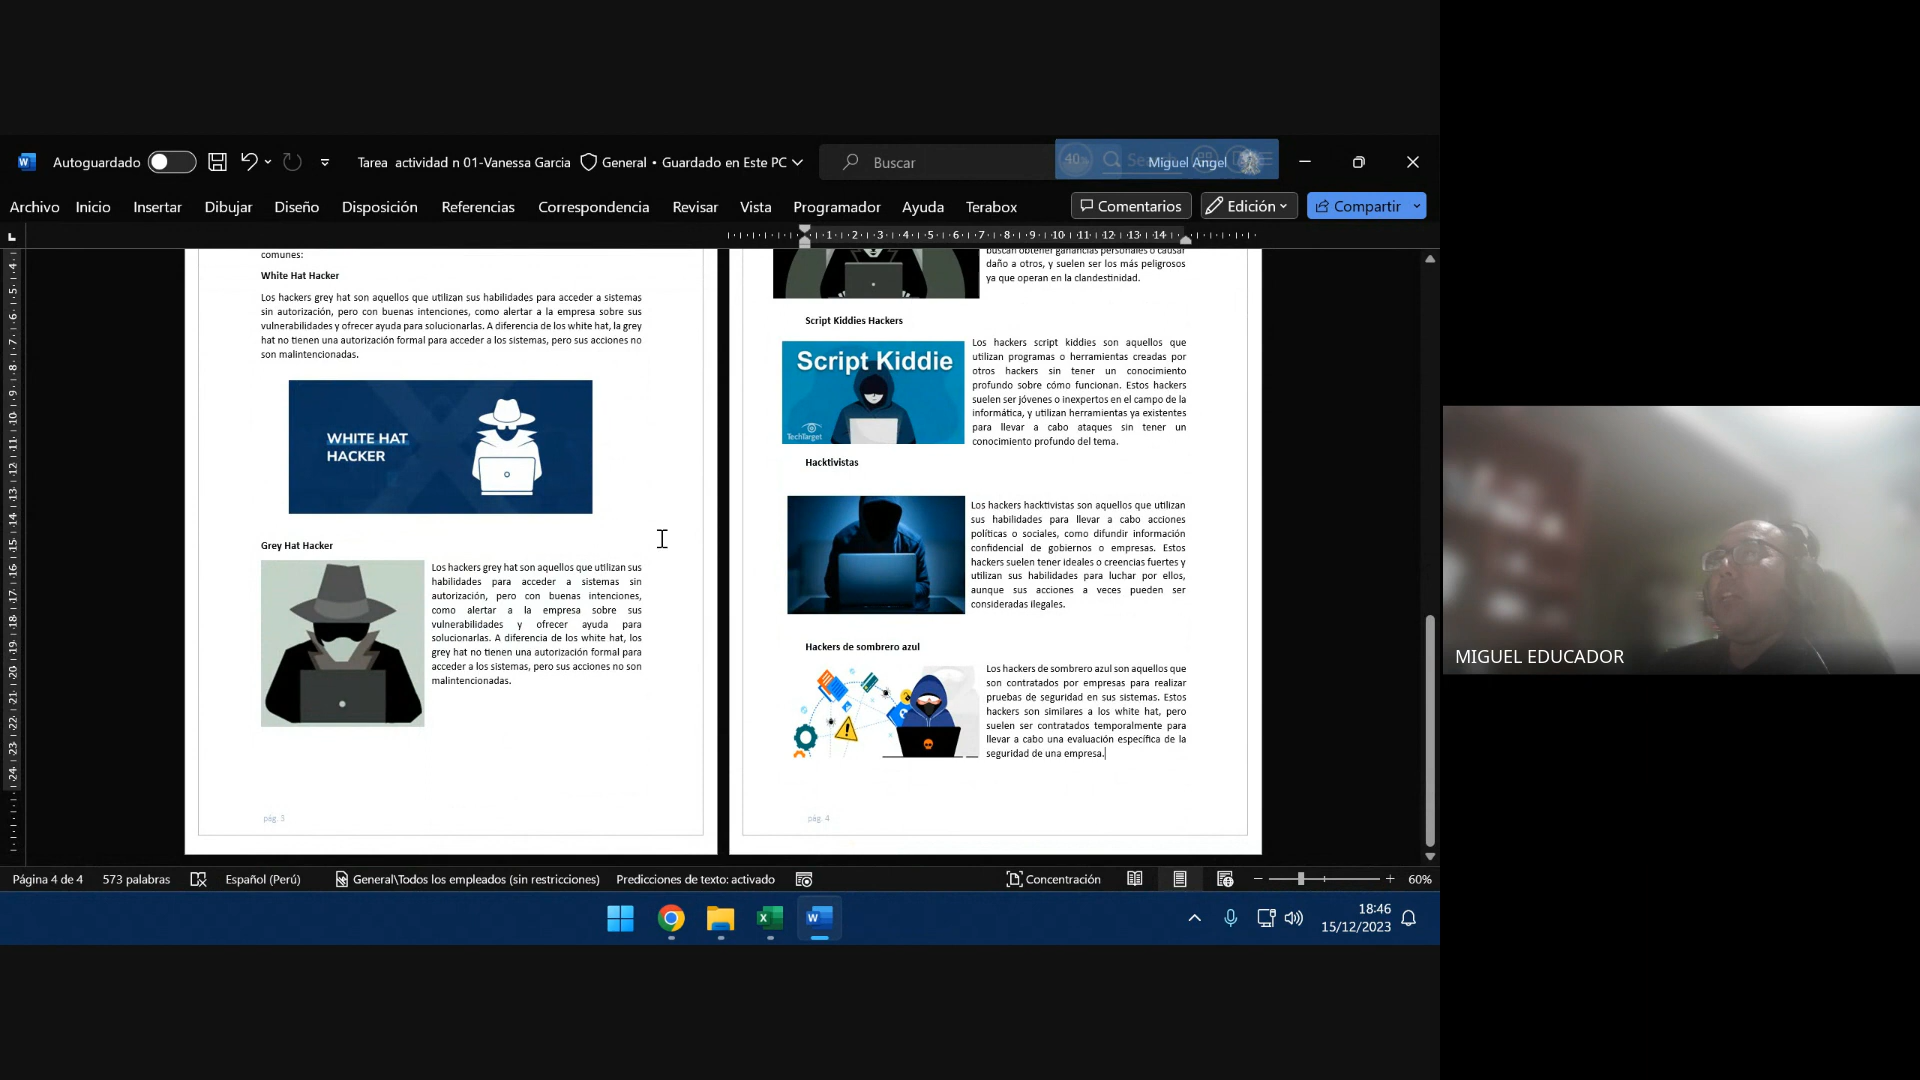 Autoguardado
Tarea actividad n 01-Vanessa Garcia
General • Guardado en Este PC
Buscar
40%
Miguel Angel
Archivo Inicio Insertar Dibujar Diseño Disposición Referencias Correspondencia Revisar Vista Programador Ayuda Terabox
Comentarios Edición Compartir
comunes:
White Hat Hacker
Los hackers grey hat son aquellos que utilizan sus habilidades para acceder a sistemas
sin autorización, pero con buenas intenciones, como alertar a la empresa sobre sus
vulnerabilidades y ofrecer ayuda para solucionarlas. A diferencia de los white hat, la grey
hat no tienen una autorización formal para acceder a los sistemas, pero sus acciones no
son malintencionadas.
WHITE HAT
HACKER
Grey Hat Hacker
Los hackers grey hat son aquellos que utilizan sus
habilidades para acceder a sistemas sin
autorización, pero con buenas intenciones,
como alertar a la empresa sobre sus
vulnerabilidades y ofrecer ayuda para
solucionarlas. A diferencia de los white hat, los
grey hat no tienen una autorización formal para
acceder a los sistemas, pero sus acciones no son
malintencionadas.
pág. 3
buscan obtener ganancias personales o causar
daño a otros, y suelen ser los más peligrosos
ya que operan en la clandestinidad.
Script Kiddies Hackers
Script Kiddie
TechTarget
Los hackers script kiddies son aquellos que
utilizan programas o herramientas creadas por
otros hackers sin tener un conocimiento
profundo sobre cómo funcionan. Estos hackers
suelen ser jóvenes o inexpertos en el campo de la
informática, y utilizan herramientas ya existentes
para llevar a cabo ataques sin tener un
conocimiento profundo del tema.
Hacktivistas
Los hackers hacktivistas son aquellos que utilizan
sus habilidades para llevar a cabo acciones
políticas o sociales, como difundir información
confidencial de gobiernos o empresas. Estos
hackers suelen tener ideales o creencias fuertes y
utilizan sus habilidades para luchar por ellos,
aunque sus acciones a veces pueden ser
consideradas ilegales.
Hackers de sombrero azul
Los hackers de sombrero azul son aquellos que
son contratados por empresas para realizar
pruebas de seguridad en sus sistemas. Estos
hackers son similares a los white hat, pero
suelen ser contratados temporalmente para
llevar a cabo una evaluación específica de la
seguridad de una empresa.
pág. 4
MIGUEL EDUCADOR
Página 4 de 4 573 palabras Español (Perú) General\Todos los empleados (sin restricciones) Predicciones de texto: activado Concentración 60%
18:46
15/12/2023